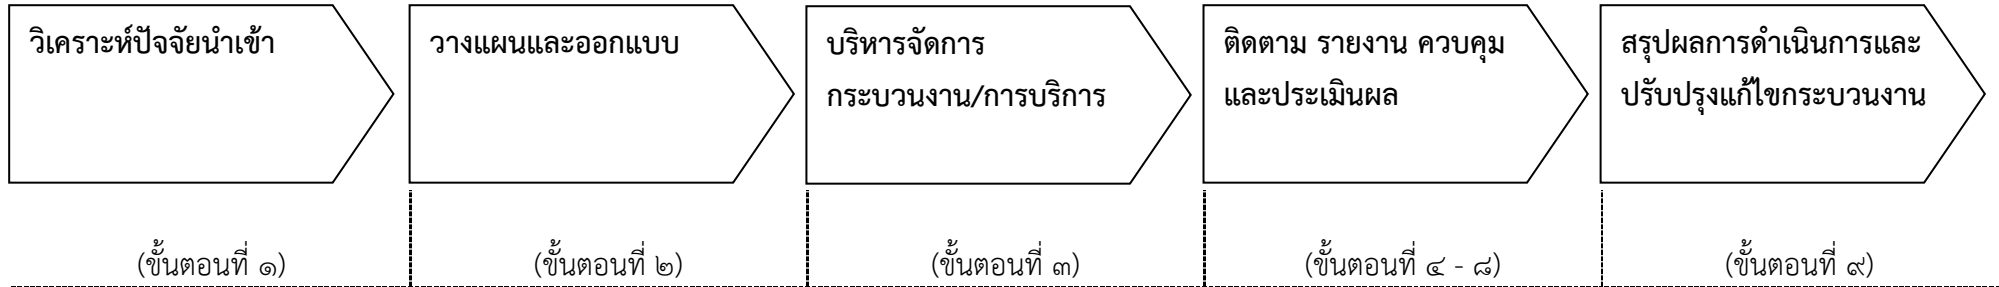 วิเคราะห์ปัจจัยนำเข้า
วางแผนและออกแบบ
บริหารจัดการ
กระบวนงาน/การบริการ
ติดตาม รายงาน ควบคุม
และประเมินผล
สรุปผลการดำเนินการและ
ปรับปรุงแก้ไขกระบวนงาน
(ขั้นตอนที่ ๑)
(ขั้นตอนที่ ๒)
(ขั้นตอนที่ ๓)
(ขั้นตอนที่ ๔ - ๘)
(ขั้นตอนที่ ๙)